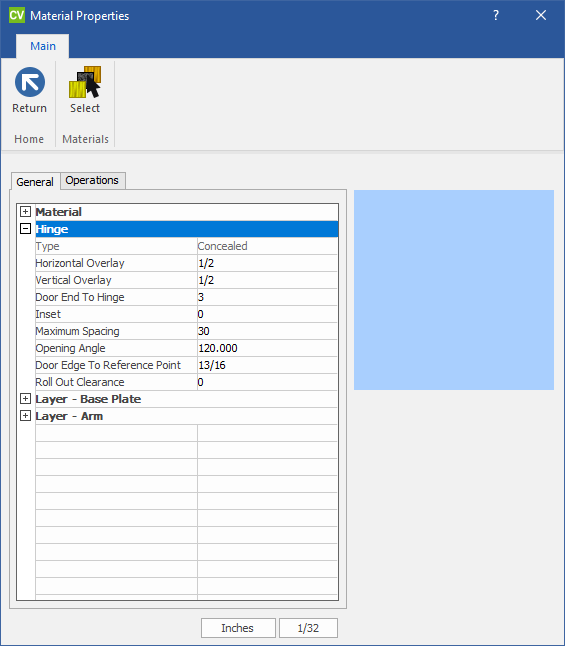 CV Material Properties ?
Main
Return Select
Home Materials
General Operations
Material
Hinge
Type Concealed
Horizontal Overlay 1/2
Vertical Overlay 1/2
Door End To Hinge 3
Inset 0
Maximum Spacing 30
Opening Angle 120.000
Door Edge To Reference Point 13/16
Roll Out Clearance 0
Layer - Base Plate
Layer - Arm
Inches 1/32